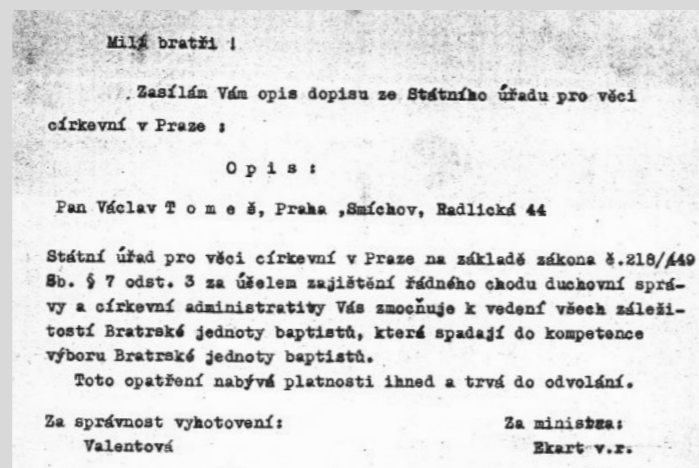 Milí bratři !
Zasílám Vám opis dopisu ze Státního úřadu pro věci
církevní v Praze :
O p i s :
Pan Václav T o m e š, Praha ,Smíchov, Radlická 44
Státní úřad pro věci církevní v Praze na základě zákona č.218/449
Sb. § 7 odst. 3 za účelem zajištění řádného chodu duchovní sprá-
vy a církevní administratity Vás zmocňuje k vedení všech záleži-
tostí Bratrské jednoty baptistů, která spadají do kompetence
výboru Bratrské jednoty baptistů.
Toto opatření nabývá platnosti ihned a trvá do odvolání.
Za správnost vyhotovení: Za ministra:
Valentová Ekart v.r.